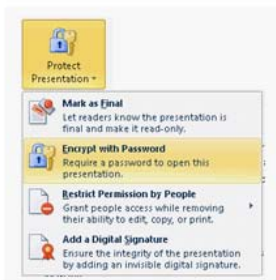 Protect
Presentation
Mark as Final
Let readers know the presentation is
final and make it read-only.
Encrypt with Password
Require a password to open this
presentation.
Restrict Permission by People
Grant people access while removing
their ability to edit, copy, or print.
Add a Digital Signature
Ensure the integrity of the presentation
by adding an invisible digital signature.